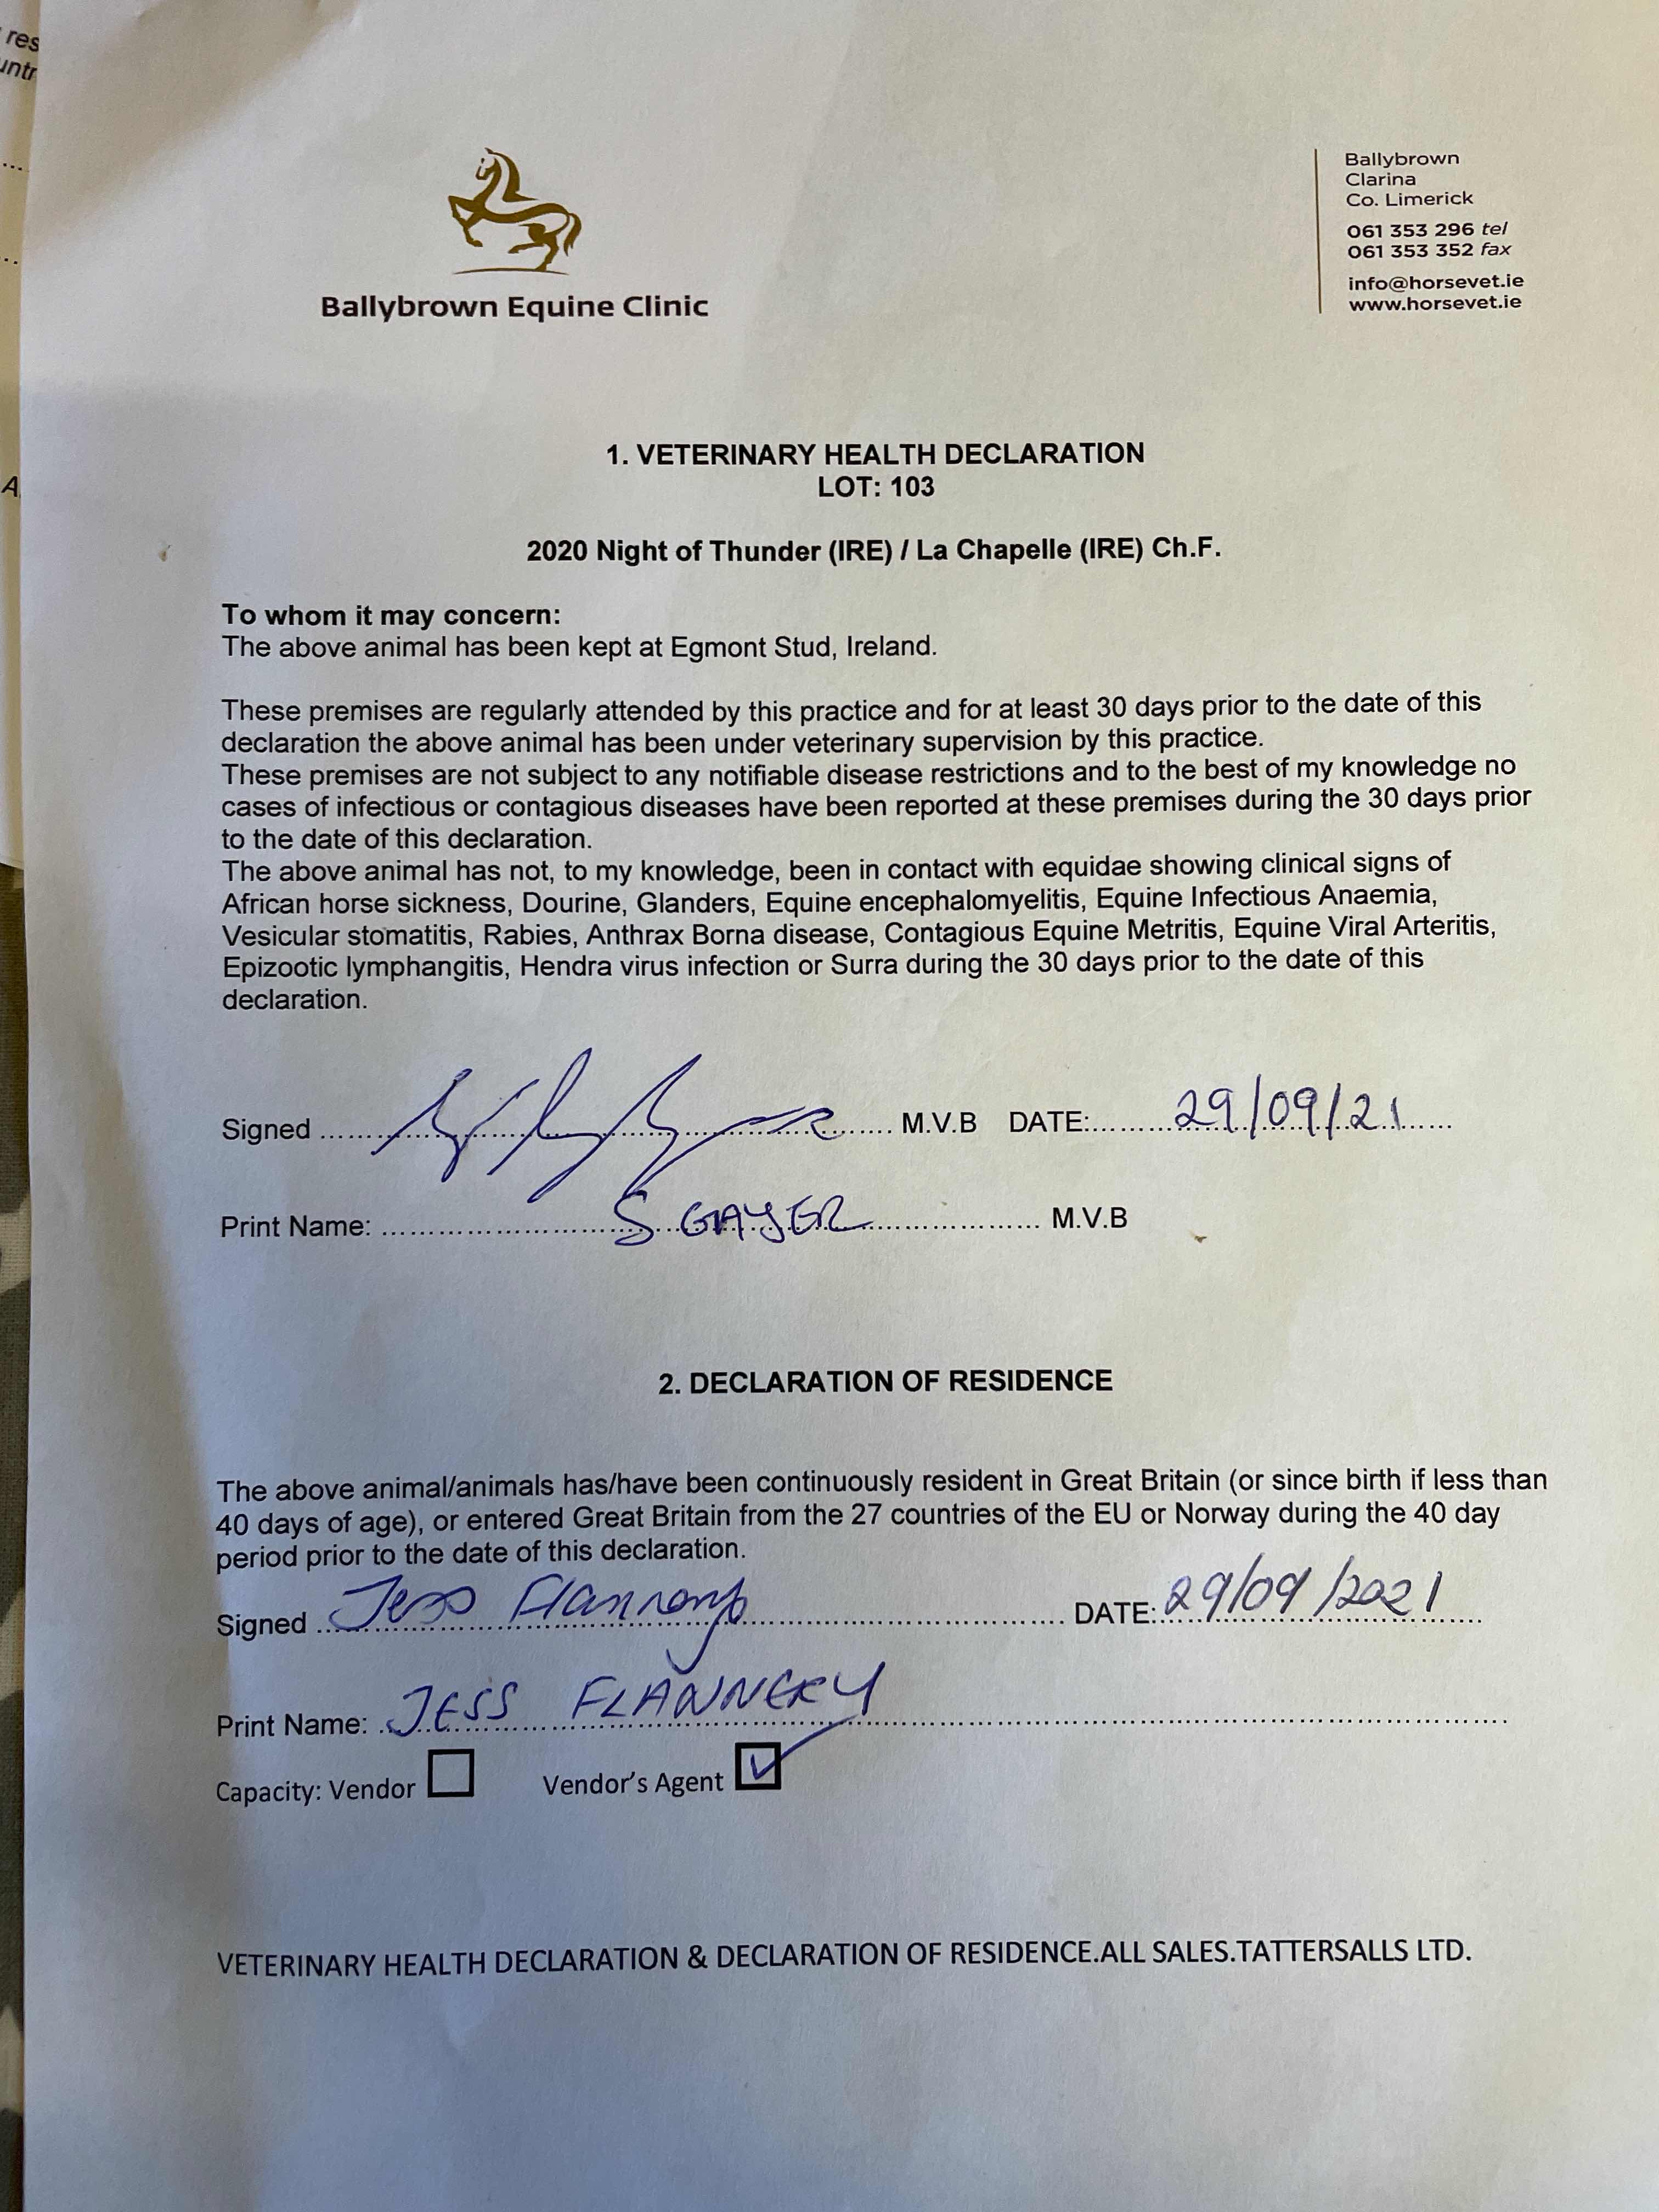 res
untr
A
Ballybrown Equine Clinic
Ballybrown
Clarina
Co. Limerick
061 353 296 tel
061 353 352 fax
info@horsevet.ie
www.horsevet.ie
1. VETERINARY HEALTH DECLARATION
LOT: 103
2020 Night of Thunder (IRE) / La Chapelle (IRE) Ch.F.
To whom it may concern:
The above animal has been kept at Egmont Stud, Ireland.
These premises are regularly attended by this practice and for at least 30 days prior to the date of this
declaration the above animal has been under veterinary supervision by this practice.
These premises are not subject to any notifiable disease restrictions and to the best of my knowledge no
cases of infectious or contagious diseases have been reported at these premises during the 30 days prior
to the date of this declaration.
The above animal has not, to my knowledge, been in contact with equidae showing clinical signs of
African horse sickness, Dourine, Glanders, Equine encephalomyelitis, Equine Infectious Anaemia,
Vesicular stomatitis, Rabies, Anthrax Borna disease, Contagious Equine Metritis, Equine Viral Arteritis,
Epizootic lymphangitis, Hendra virus infection or Surra during the 30 days prior to the date of this
declaration.
Signed M.V.B DATE: 29/09/21
Print Name: S GAYER M.V.B
2. DECLARATION OF RESIDENCE
The above animal/animals has/have been continuously resident in Great Britain (or since birth if less than
40 days of age), or entered Great Britain from the 27 countries of the EU or Norway during the 40 day
period prior to the date of this declaration.
Signed Jess Flannery DATE: 29/09/2021
Print Name: JESS FLANNERY
Capacity: Vendor Vendor's Agent
VETERINARY HEALTH DECLARATION & DECLARATION OF RESIDENCE.ALL SALES.TATTERSALLS LTD.